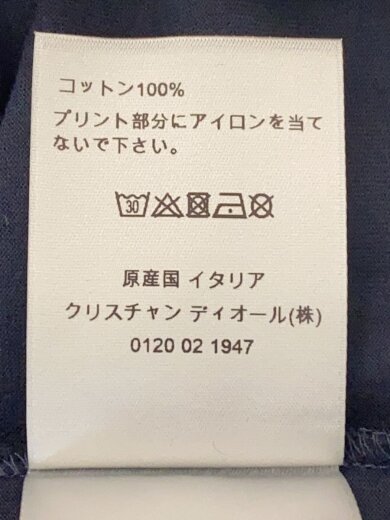 コットン100%
プリント部分にアイロンを当て
ないで下さい。
30
原産国 イタリア
クリスチャン ディオール(株)
0120 02 1947